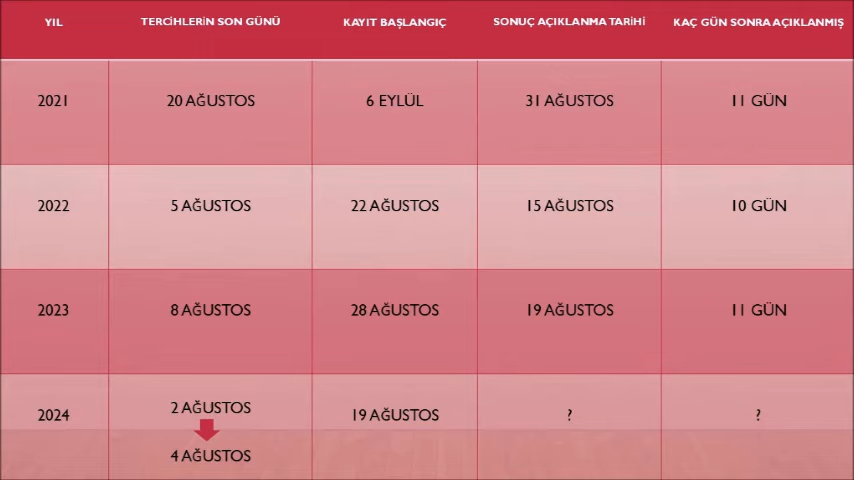 YIL TERCİHLERİN SON GÜNÜ KAYIT BAŞLANGIÇ SONUÇ AÇIKLANMA TARİHİ KAÇ GÜN SONRA AÇIKLANMIŞ
2021 20 AĞUSTOS 6 EYLÜL 31 AĞUSTOS 11 GÜN
2022 5 AĞUSTOS 22 AĞUSTOS 15 AĞUSTOS 10 GÜN
2023 8 AĞUSTOS 28 AĞUSTOS 19 AĞUSTOS 11 GÜN
2024 2 AĞUSTOS 19 AĞUSTOS ? ?
4 AĞUSTOS